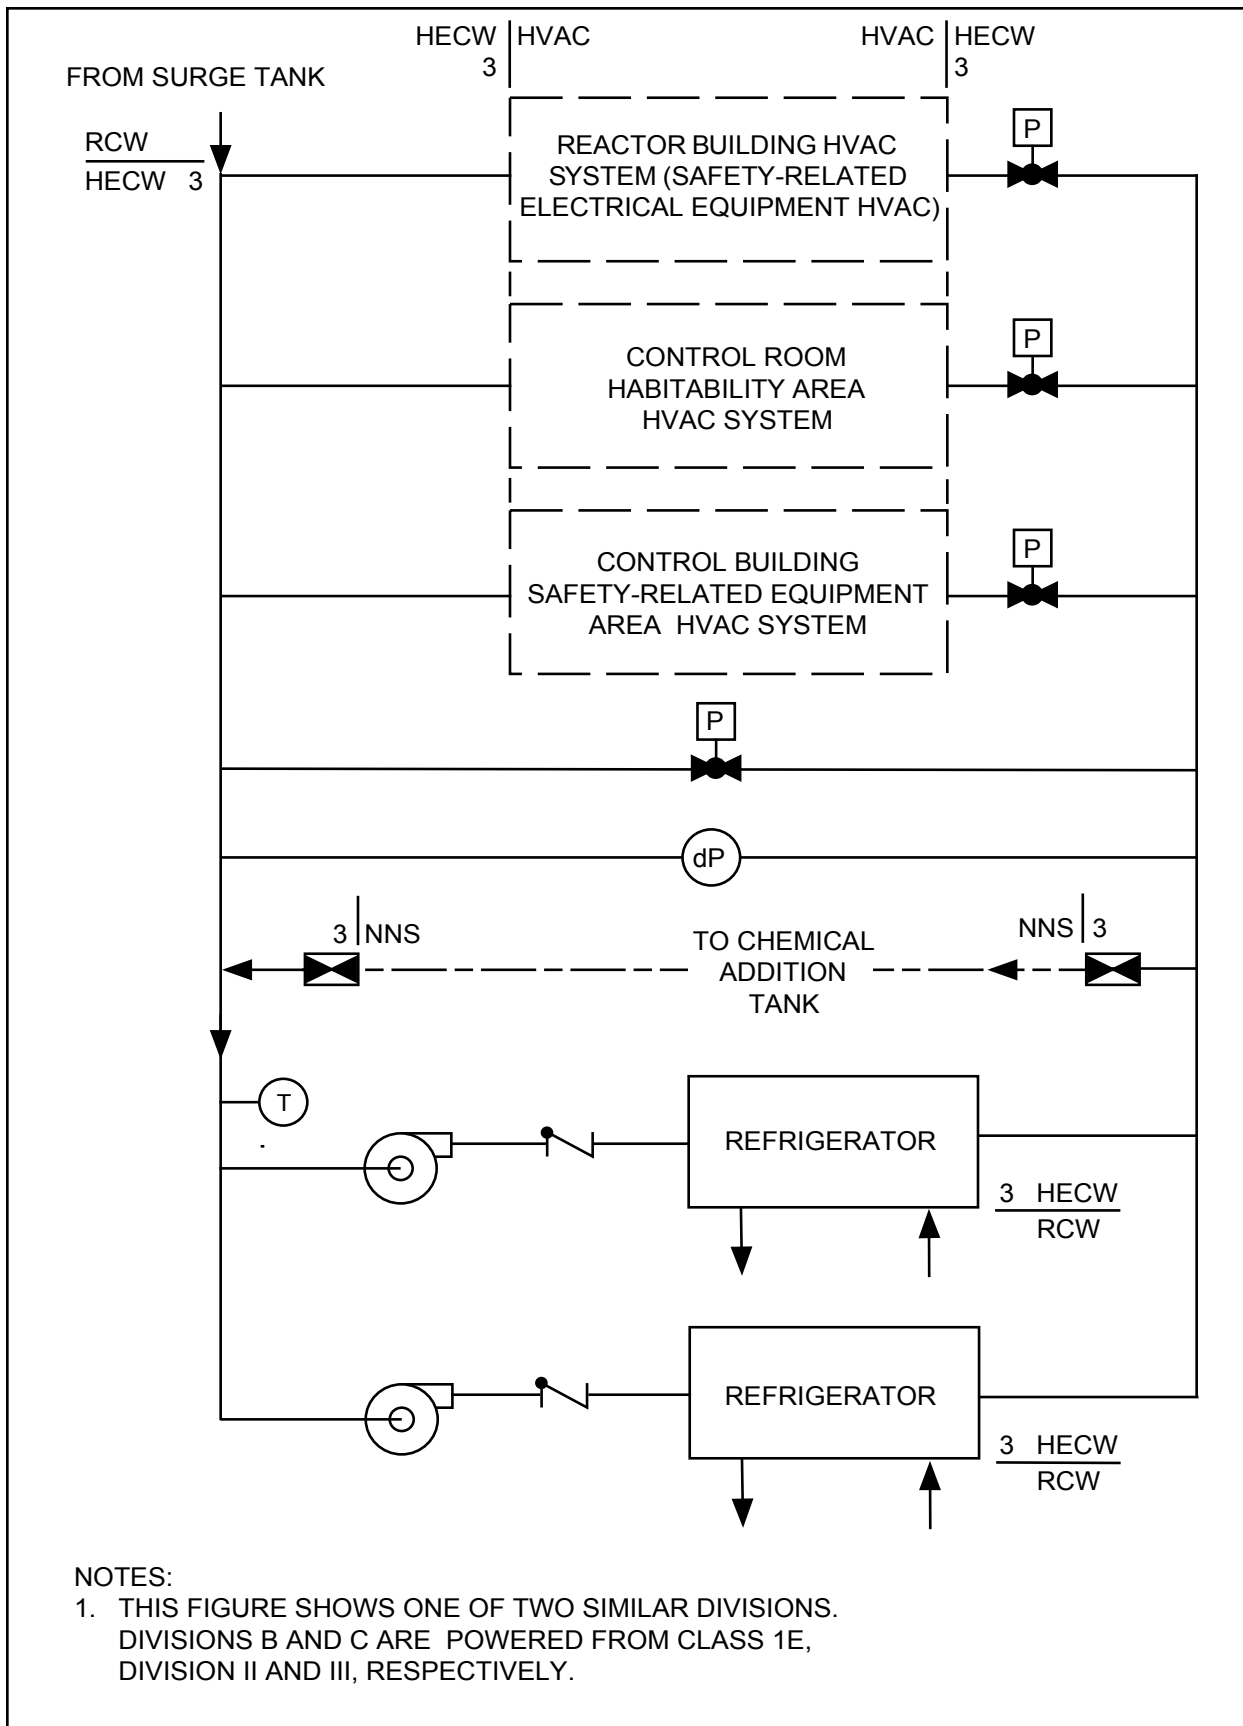 HECW HVAC
3
HVAC HECW
3
FROM SURGE TANK
RCW
HECW 3
REACTOR BUILDING HVAC
SYSTEM (SAFETY-RELATED
ELECTRICAL EQUIPMENT HVAC)
P
CONTROL ROOM
HABITABILITY AREA
HVAC SYSTEM
P
CONTROL BUILDING
SAFETY-RELATED EQUIPMENT
AREA HVAC SYSTEM
P
P
dP
3 NNS
TO CHEMICAL
ADDITION
TANK
NNS 3
T
REFRIGERATOR
3 HECW
RCW
REFRIGERATOR
3 HECW
RCW
NOTES:
1. THIS FIGURE SHOWS ONE OF TWO SIMILAR DIVISIONS.
DIVISIONS B AND C ARE POWERED FROM CLASS 1E,
DIVISION II AND III, RESPECTIVELY.